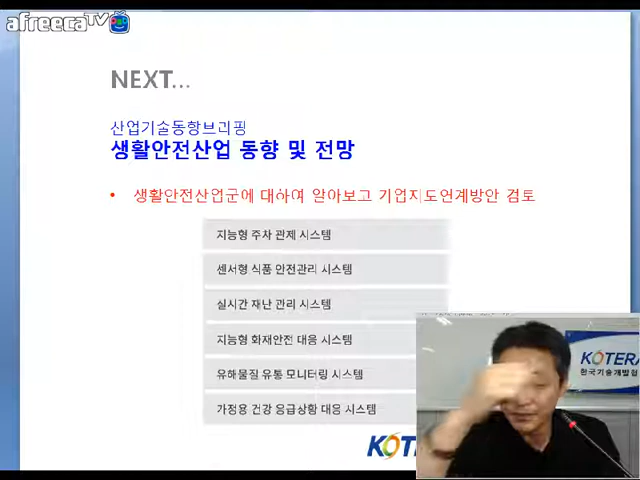 afreecaTV
NEXT...
산업기술동향브리핑
생활안전산업 동향 및 전망
• 생활안전산업군에 대하여 알아보고 기업지도연계방안 검토
지능형 주차 관제 시스템
센서형 식품 안전관리 시스템
실시간 재난 관리 시스템
지능형 화재안전 대응 시스템
유해물질 유통 모니터링 시스템
가정용 건강 응급상황 대응 시스템
KOTERA
한국기술개발협